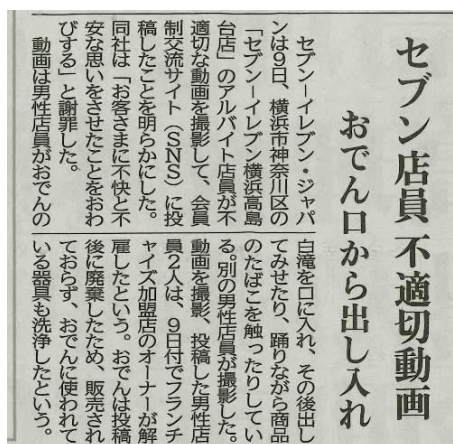 セブン店員 不適切動画
おでん口から出し入れ
セブン―イレブン・ジャパ
ンは9日、横浜市神奈川区の
「セブン―イレブン横浜高島
台店」のアルバイト店員が不
適切な動画を撮影して、会員
制交流サイト(SNS)に投
稿したことを明らかにした。
同社は「お客さまに不快と不
安な思いをさせたことをおわ
びする」と謝罪した。
動画は男性店員がおでんの
白滝を口に入れ、その後出し
てみせたり、踊りながら商品
のたばこを触ったりしてい
る。別の男性店員が撮影した。
動画を撮影、投稿した男性店
員2人は、9日付でフランチ
ャイズ加盟店のオーナーが解
雇したという。おでんは投稿
後に廃棄したため、販売され
ておらず、おでんに使われて
いる器具も洗浄したという。